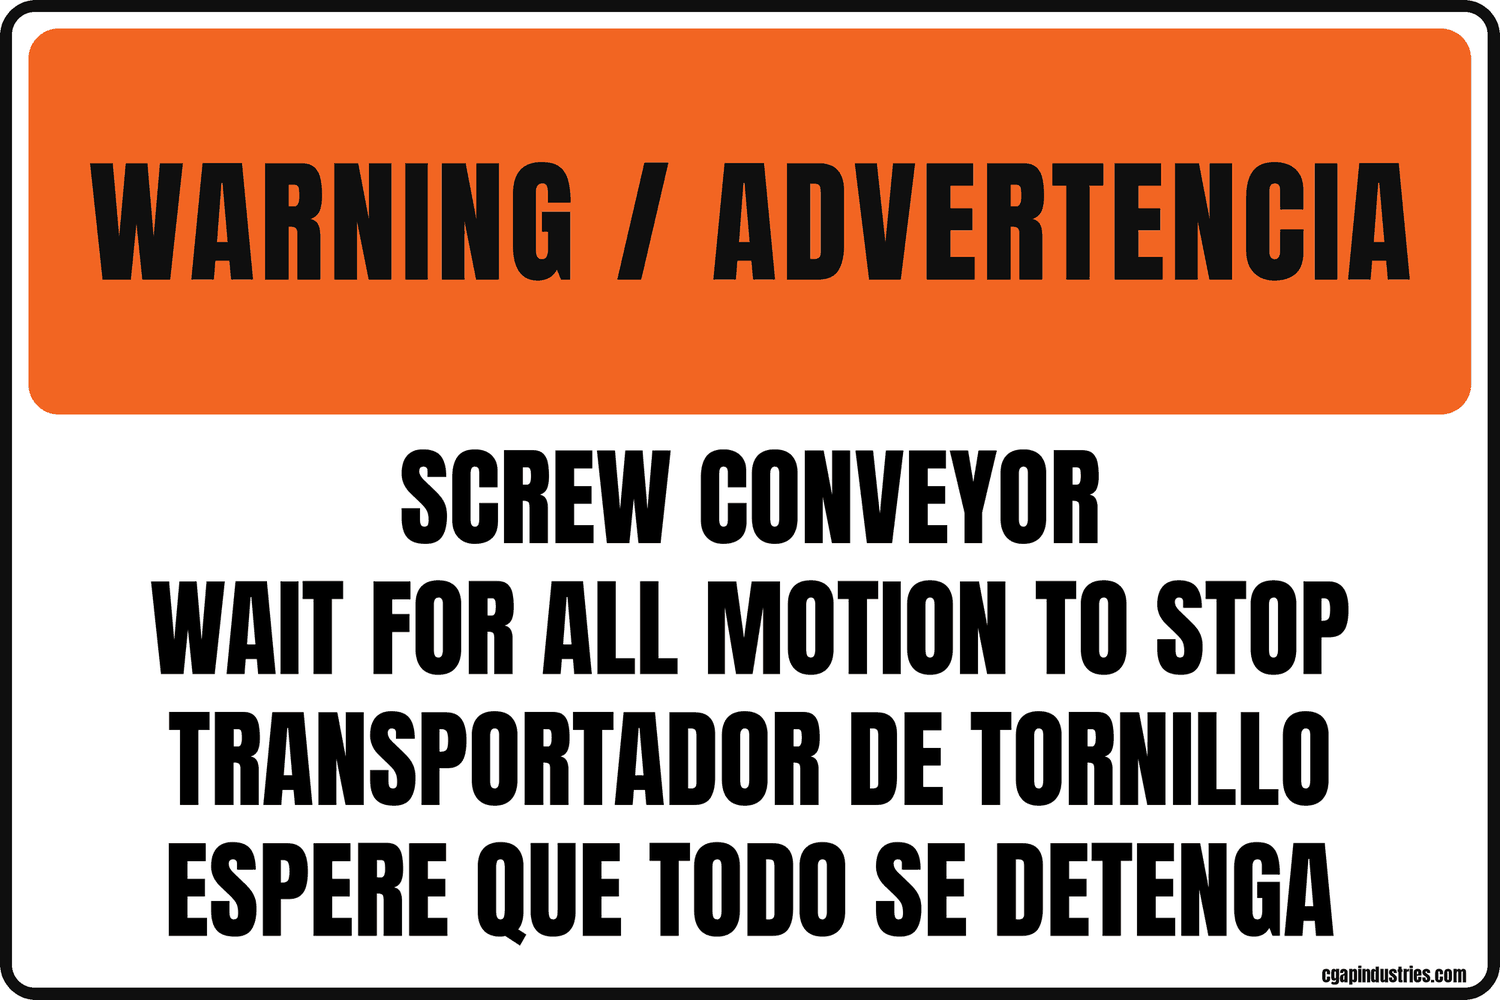 WARNING / ADVERTENCIA
SCREW CONVEYOR
WAIT FOR ALL MOTION TO STOP
TRANSPORTADOR DE TORNILLO
ESPERE QUE TODO SE DETENGA
cgapindustries.com